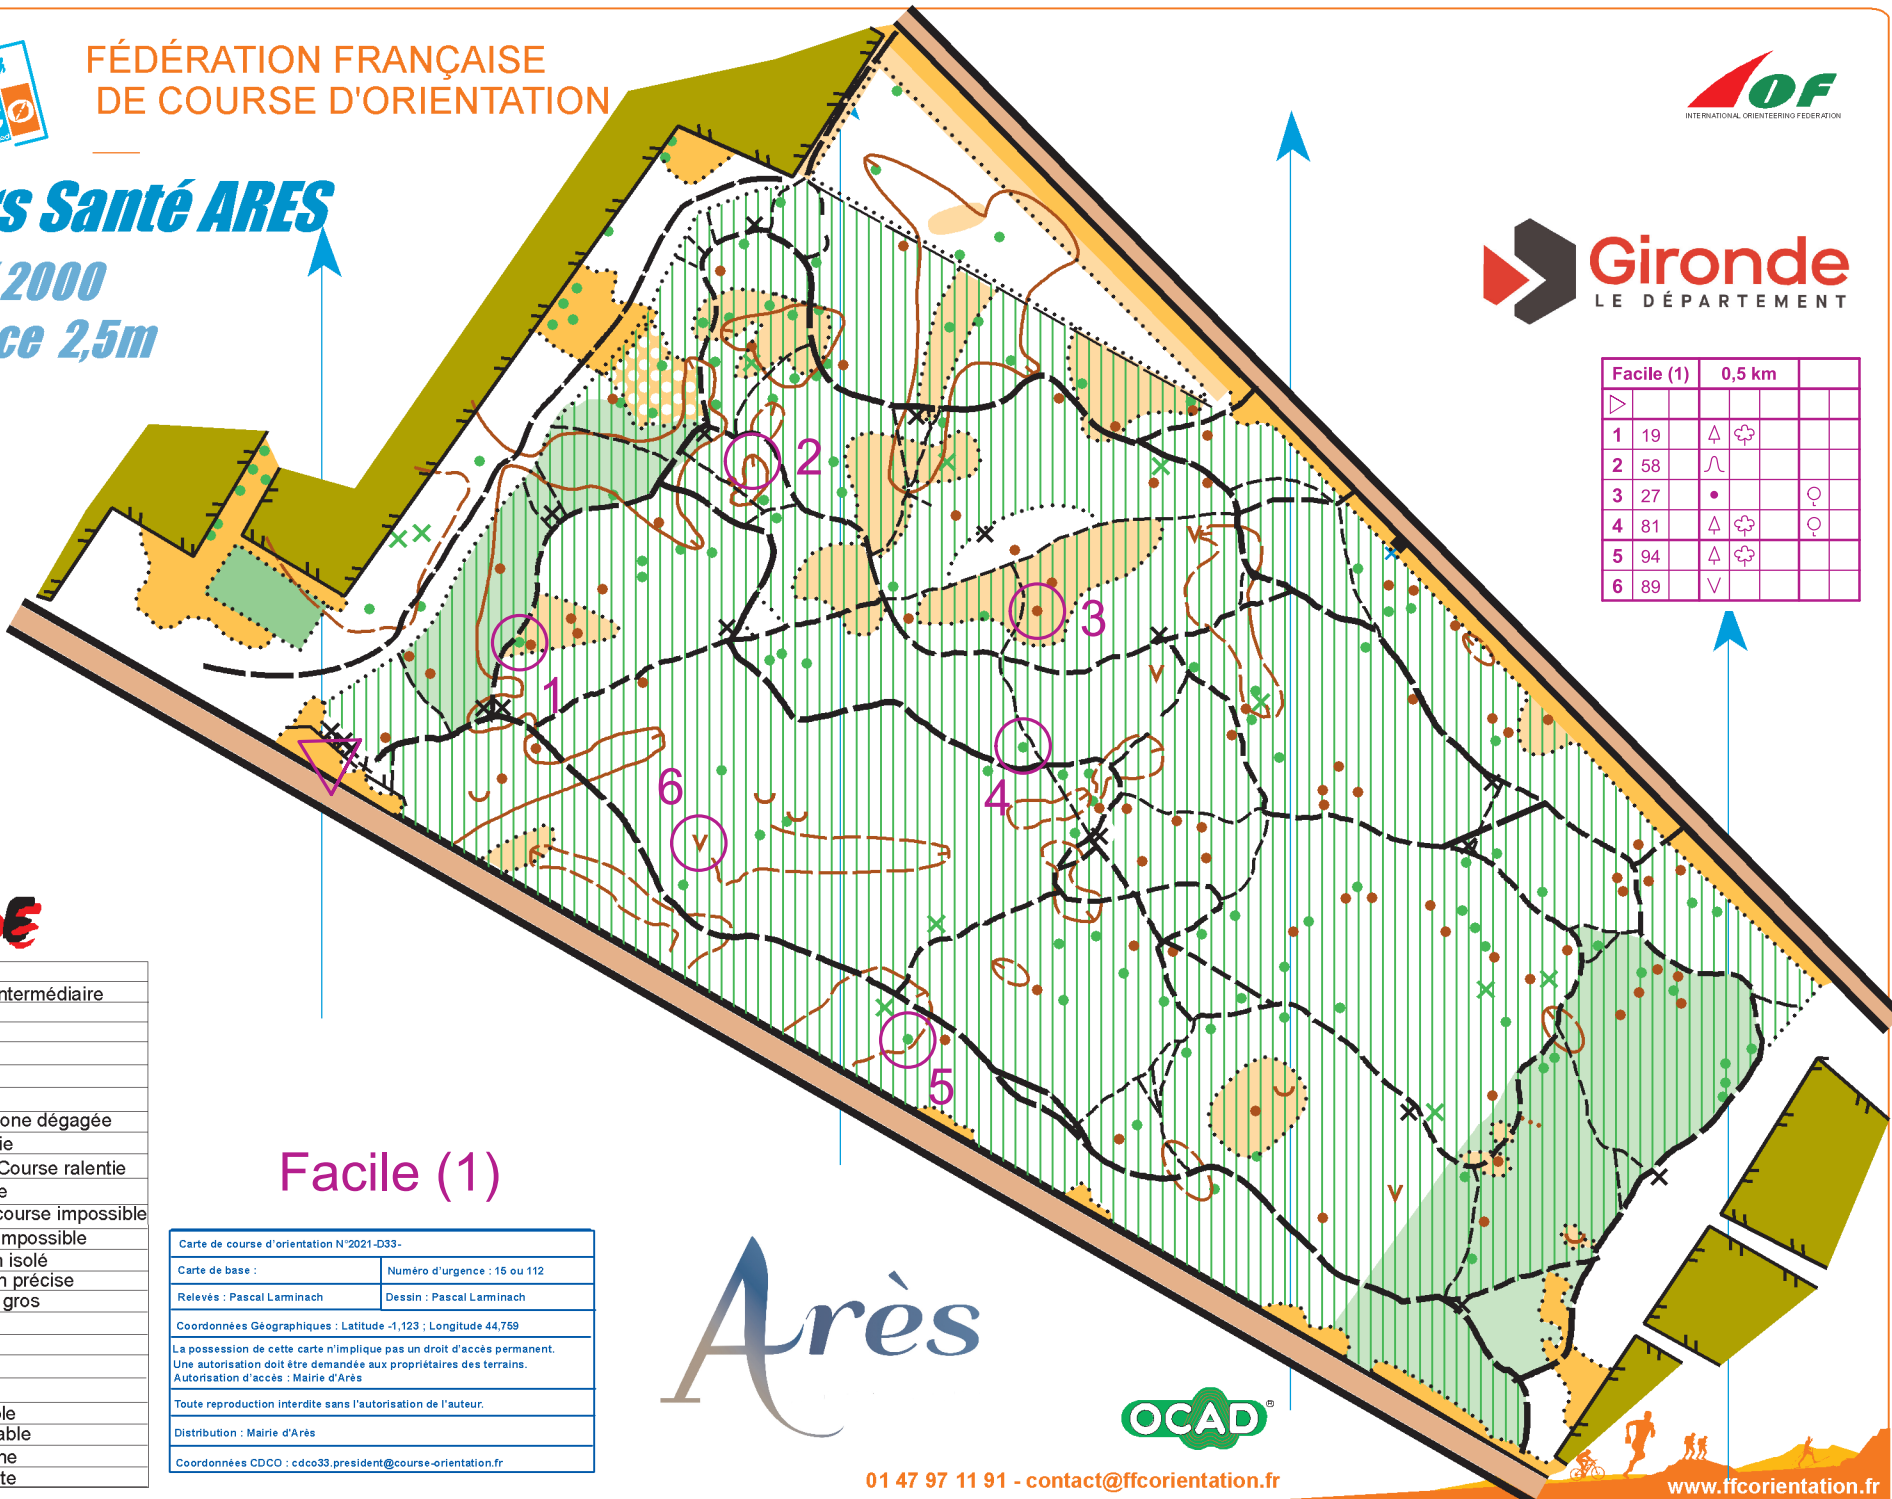 FÉDÉRATION FRANÇAISE
DE COURSE D'ORIENTATION
Santé ARES
2000
2,5m
OF
INTERNATIONAL ORIENTEERING FEDERATION
Gironde
LE DÉPARTEMENT
Facile (1) 0,5 km
1 19
2 58
3 27
4 81
5 94
6 89
2
3
1
6
4
5
ntermédiaire
one dégagée
ie
Course ralentie
e
course impossible
mpossible
n isolé
n précise
gros
ole
able
ne
te
Facile (1)
Carte de course d'orientation N°2021-D33-
Carte de base :
Numéro d'urgence : 15 ou 112
Relevés : Pascal Larminach
Dessin : Pascal Larminach
Coordonnées Géographiques : Latitude -1,123 ; Longitude 44,759
La possession de cette carte n'implique pas un droit d'accès permanent.
Une autorisation doit être demandée aux propriétaires des terrains.
Autorisation d'accès : Mairie d'Arès
Toute reproduction interdite sans l'autorisation de l'auteur.
Distribution : Mairie d'Arès
Coordonnées CDCO : cdco33.president@course-orientation.fr
Arès
OCAD®
01 47 97 11 91 - contact@ffcorientation.fr
www.ffcorientation.fr